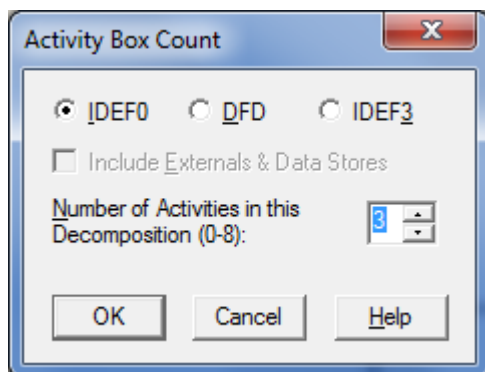 Activity Box Count
X
IDEF0 DFD IDEF3
Include Externals & Data Stores
Number of Activities in this
Decomposition (0-8):
3
OK Cancel Help